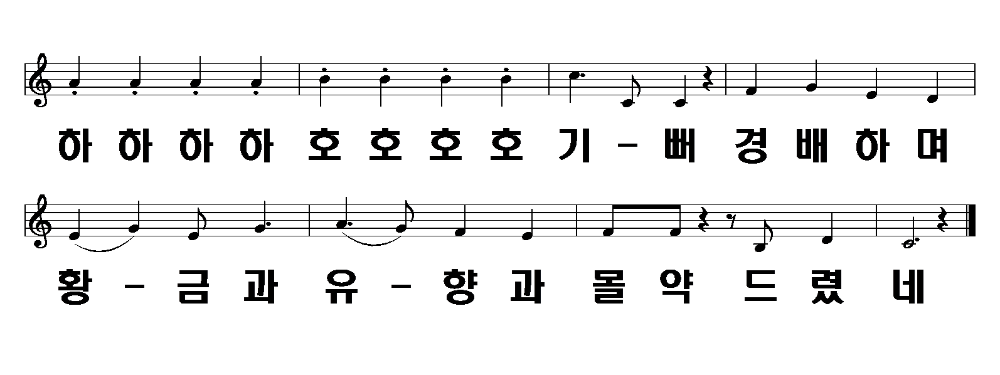 하 하 하 하 호 호 호 호 기 - 뻐 경 배 하 며
황 - 금 과 유 - 향 과 몰 약 드 렸 네